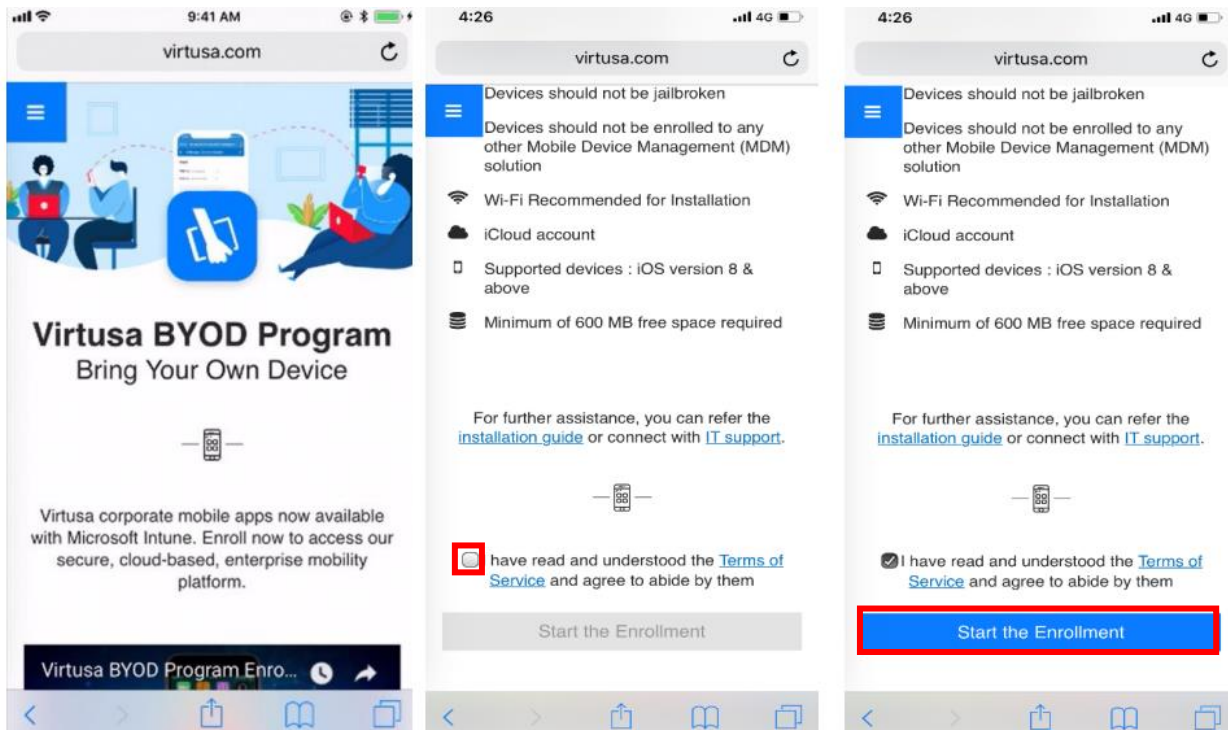 9:41 AM
virtusa.com
Virtusa BYOD Program
Bring Your Own Device
Virtusa corporate mobile apps now available
with Microsoft Intune. Enroll now to access our
secure, cloud-based, enterprise mobility
platform.
Virtusa BYOD Program Enro...
4:26
4G
virtusa.com
Devices should not be jailbroken
Devices should not be enrolled to any
other Mobile Device Management (MDM)
solution
Wi-Fi Recommended for Installation
iCloud account
Supported devices : iOS version 8 &
above
Minimum of 600 MB free space required
For further assistance, you can refer the
installation guide or connect with IT support.
have read and understood the Terms of
Service and agree to abide by them
Start the Enrollment
4:26
4G
virtusa.com
Devices should not be jailbroken
Devices should not be enrolled to any
other Mobile Device Management (MDM)
solution
Wi-Fi Recommended for Installation
iCloud account
Supported devices : iOS version 8 &
above
Minimum of 600 MB free space required
For further assistance, you can refer the
installation guide or connect with IT support.
I have read and understood the Terms of
Service and agree to abide by them
Start the Enrollment